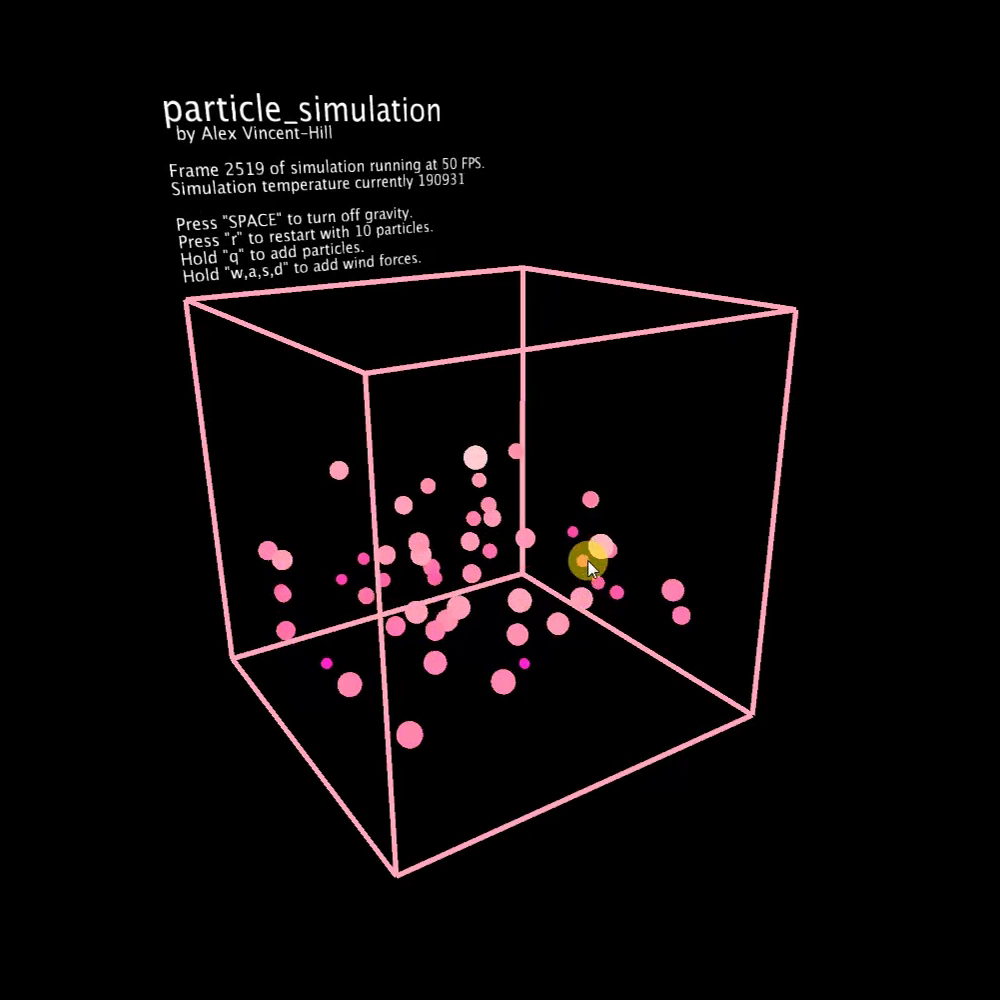 particle_simulation
by Alex Vincent-Hill
Frame 2519 of simulation running at 50 FPS.
Simulation temperature currently 190931
Press "SPACE" to turn off gravity.
Press "r" to restart with 10 particles.
Hold "q" to add particles.
Hold "w,a,s,d" to add wind forces.